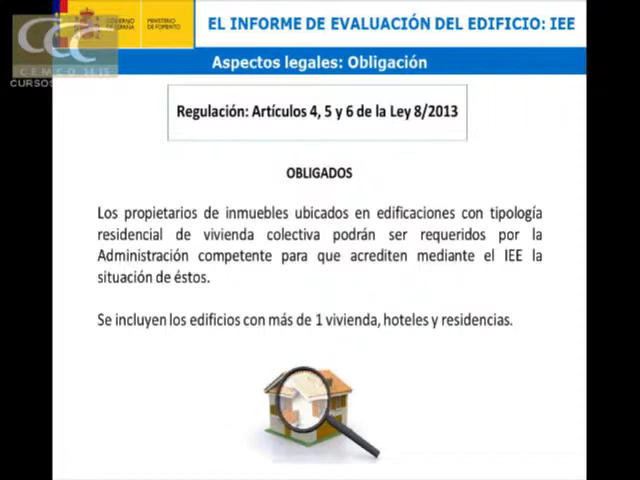 GOBIERNO DE ESPAÑA
MINISTERIO DE FOMENTO
CCC
CEMCO
CURSOS
EL INFORME DE EVALUACIÓN DEL EDIFICIO: IEE
Aspectos legales: Obligación
Regulación: Artículos 4, 5 y 6 de la Ley 8/2013
OBLIGADOS
Los propietarios de inmuebles ubicados en edificaciones con tipología
residencial de vivienda colectiva podrán ser requeridos por la
Administración competente para que acrediten mediante el IEE la
situación de éstos.
Se incluyen los edificios con más de 1 vivienda, hoteles y residencias.